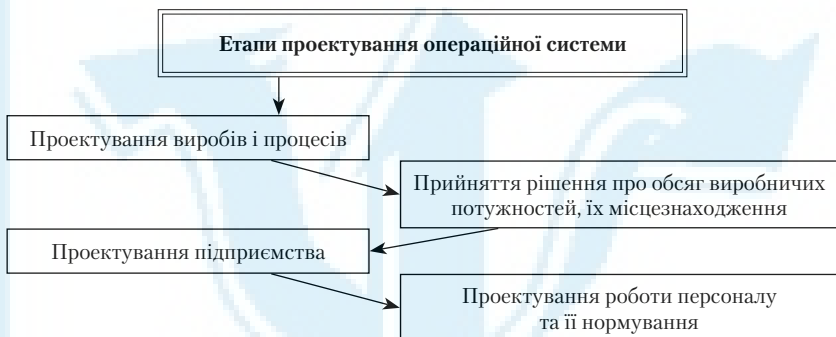 Етапи проектування операційної системи
Проектування виробів і процесів
Прийняття рішення про обсяг виробничих
потужностей, їх місцезнаходження
Проектування підприємства
Проектування роботи персоналу
та її нормування